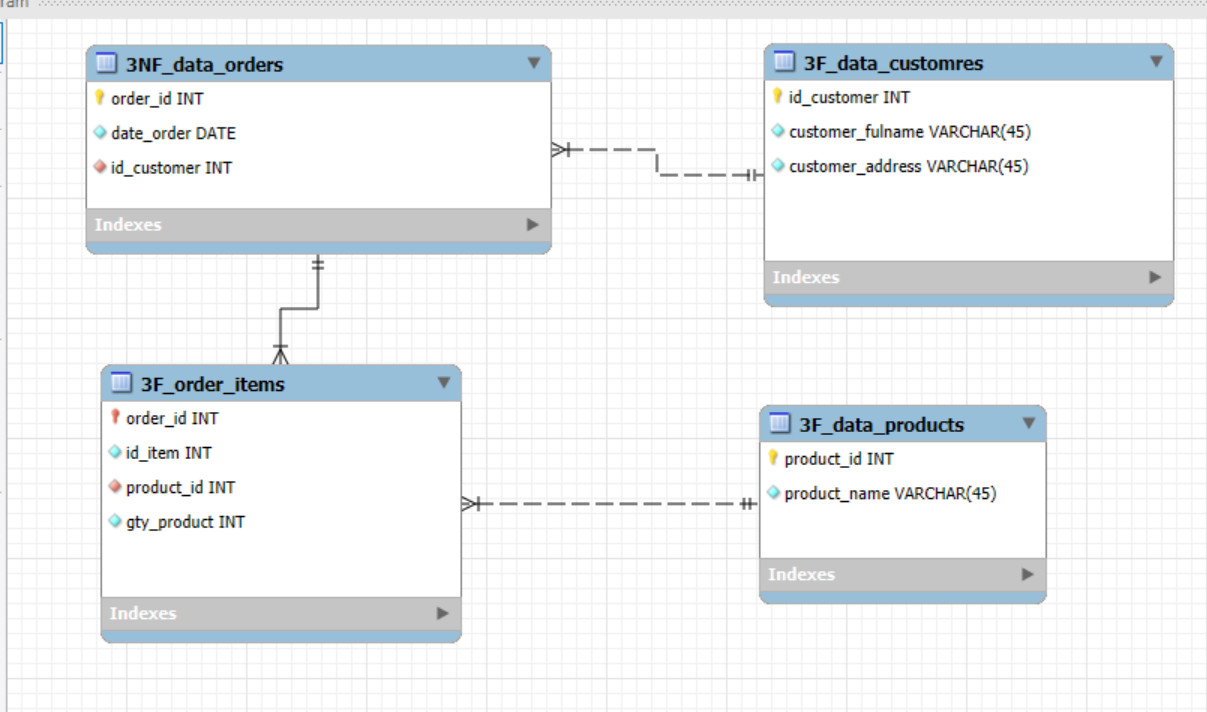 3NF_data_orders
order_id INT
date_order DATE
id_customer INT
Indexes
3F_data_customres
id_customer INT
customer_fulname VARCHAR(45)
customer_address VARCHAR(45)
Indexes
3F_order_items
order_id INT
id_item INT
product_id INT
gty_product INT
Indexes
3F_data_products
product_id INT
product_name VARCHAR(45)
Indexes